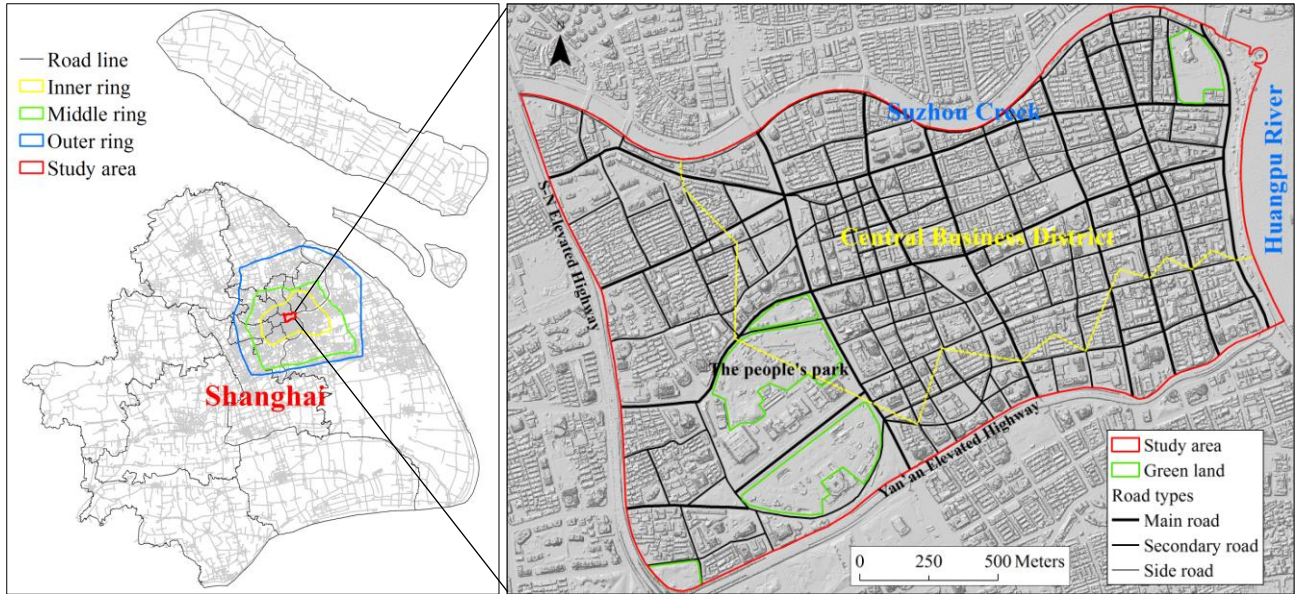 Road line
Inner ring
Middle ring
Outer ring
Study area
Shanghai
Suzhou Creek
Huangpu River
S-N Elevated Highway
Central Business District
The people's park
Yan'an Elevated Highway
Study area
Green land
Road types
Main road
Secondary road
Side road
0 250 500 Meters